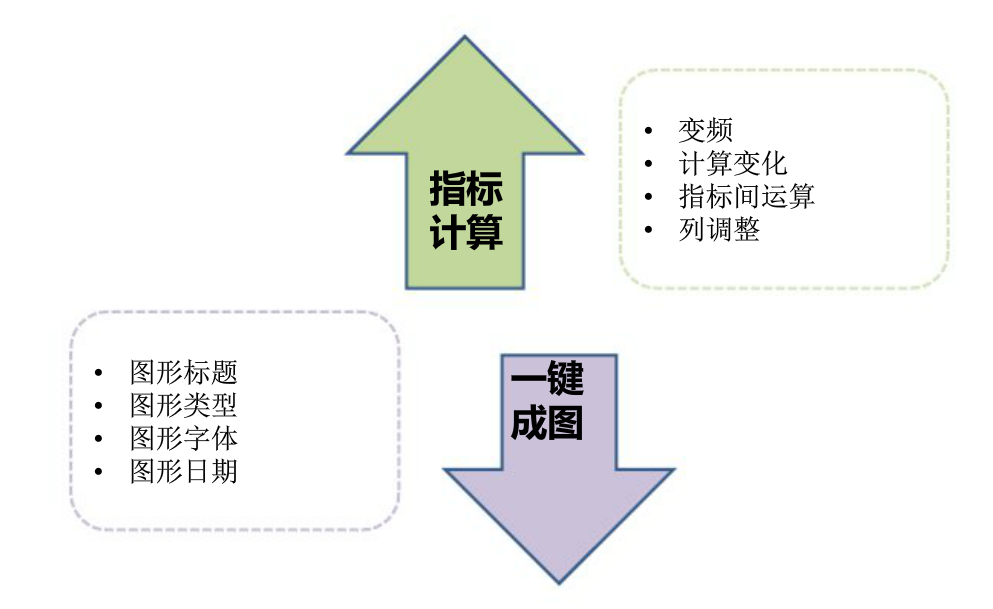 指标
计算
• 变频
• 计算变化
• 指标间运算
• 列调整
• 图形标题
• 图形类型
• 图形字体
• 图形日期
一键
成图